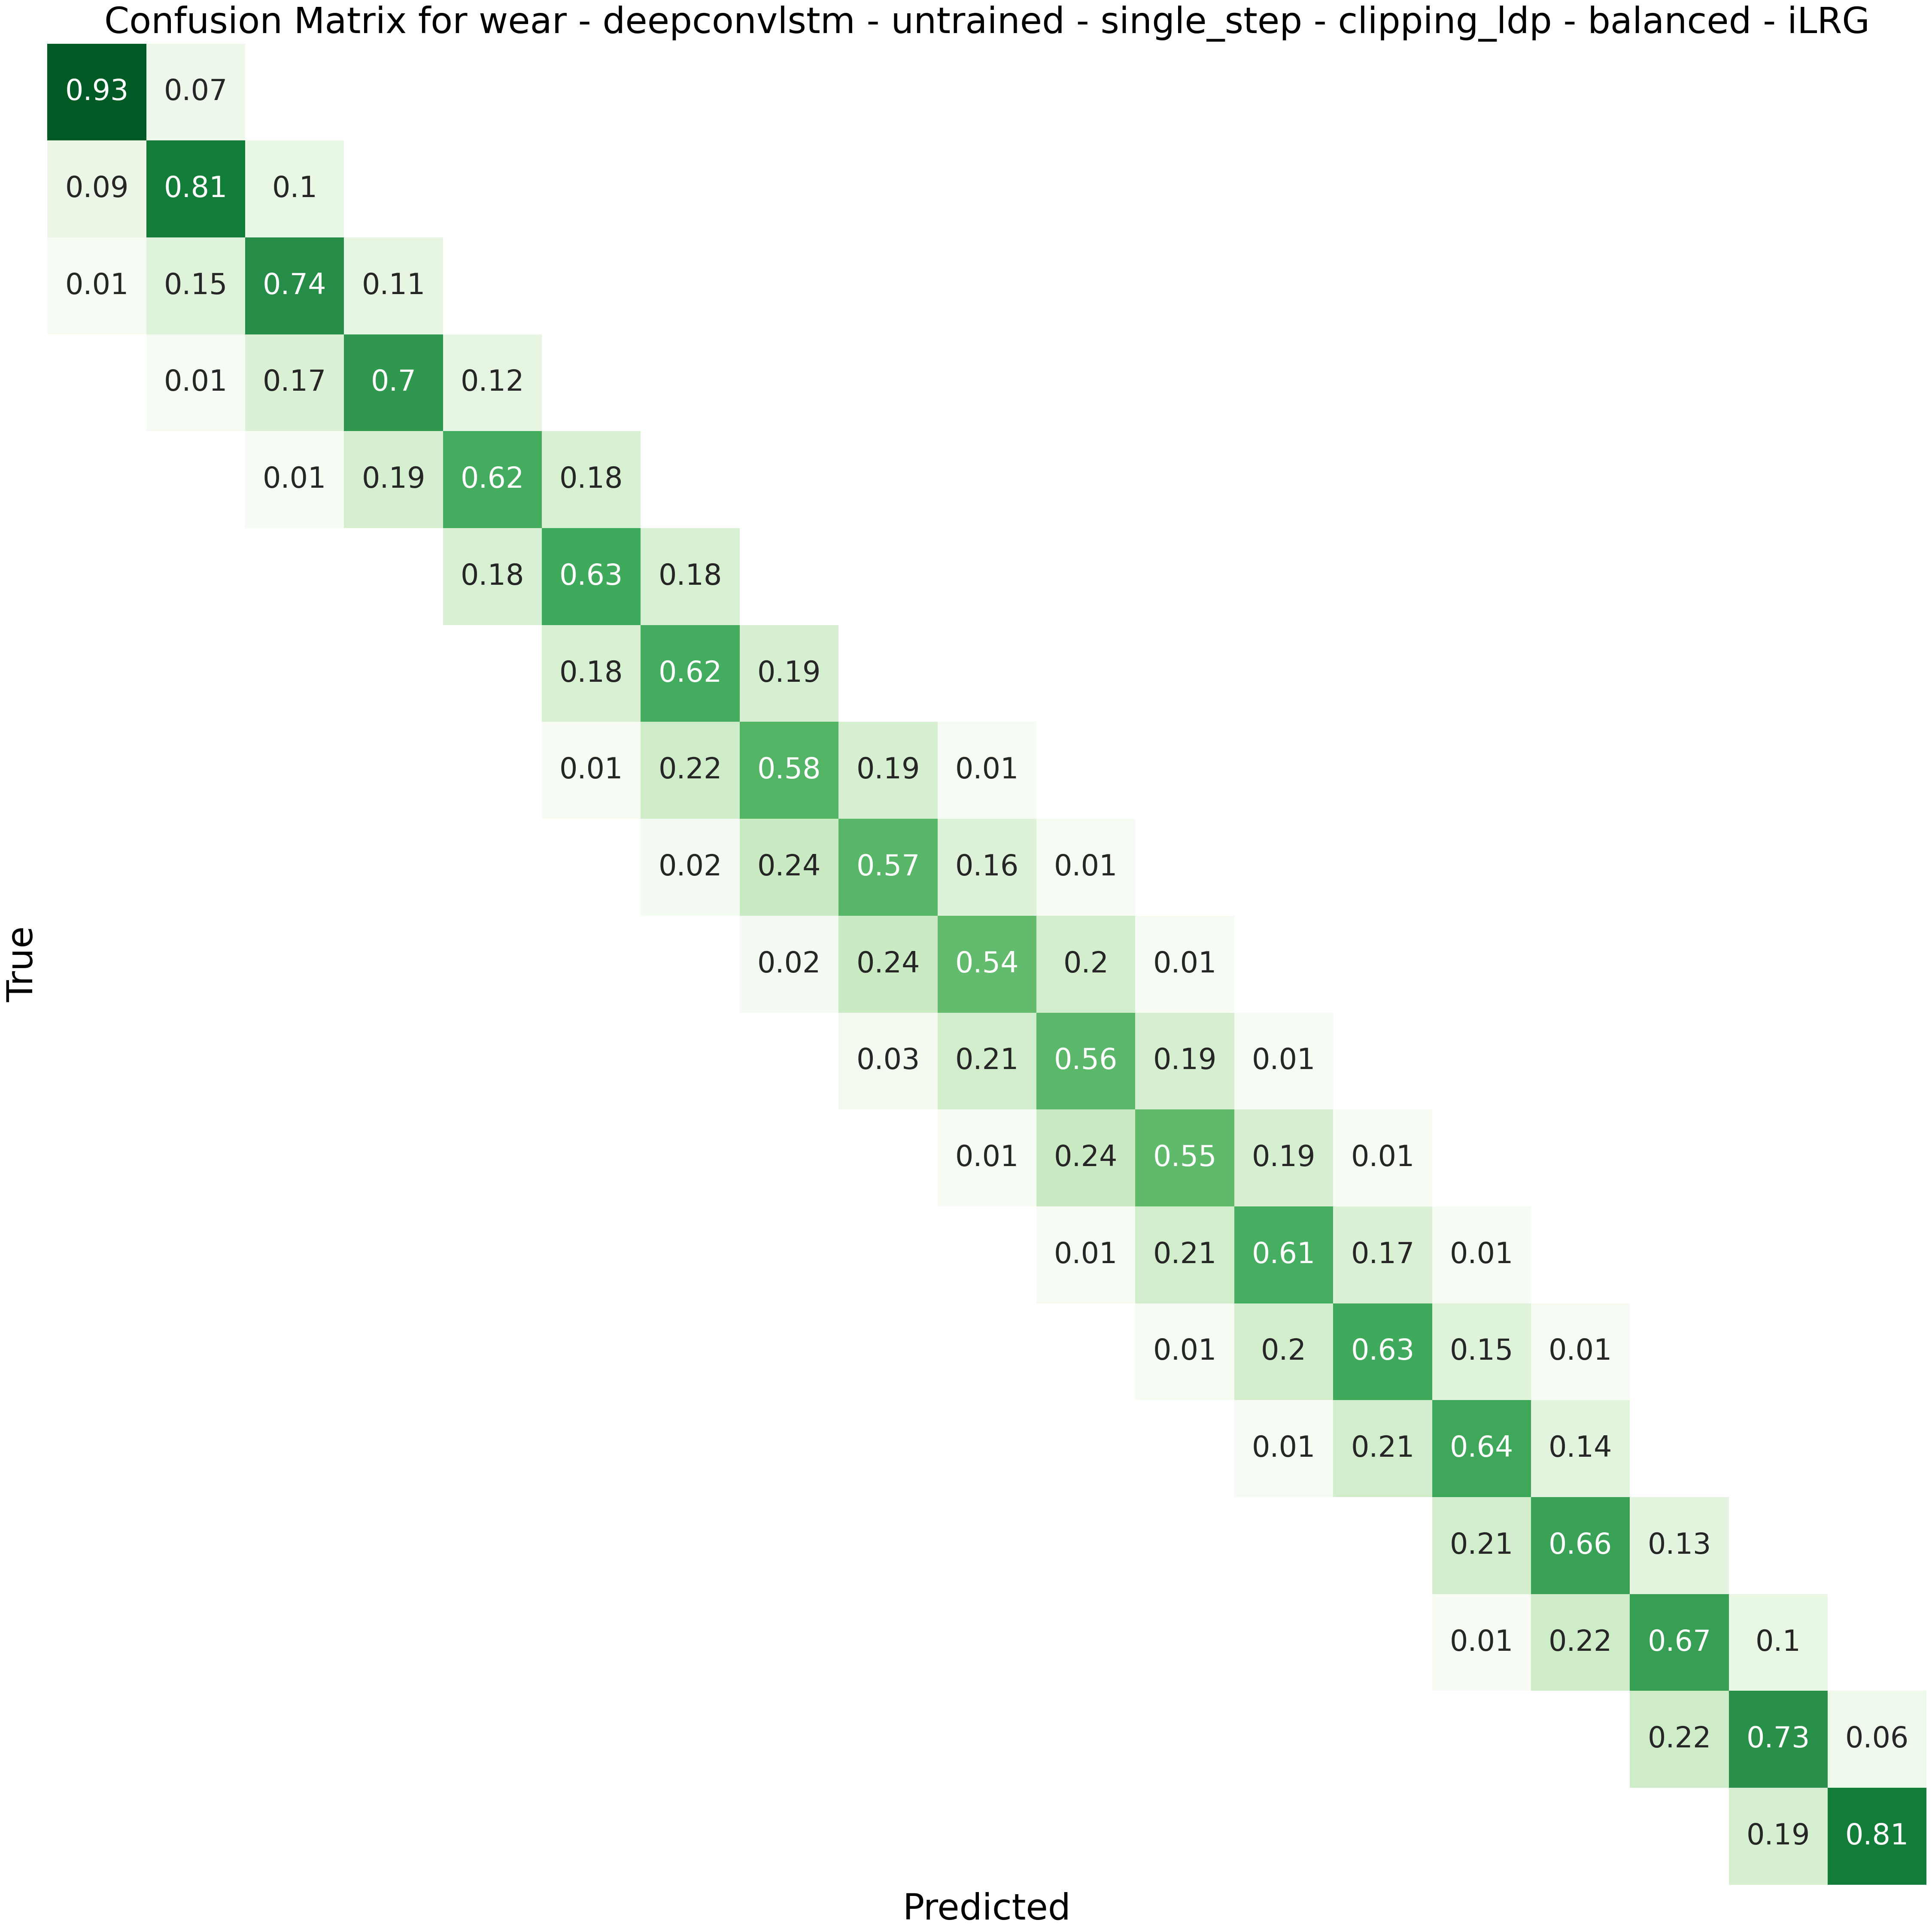 Confusion Matrix for wear - deepconvlstm - untrained - single_step - clipping_ldp - balanced - iLRG
0.93 0.07
0.09 0.81 0.1
0.01 0.15 0.74 0.11
0.01 0.17 0.7 0.12
0.01 0.19 0.62 0.18
0.18 0.63 0.18
0.18 0.62 0.19
0.01 0.22 0.58 0.19 0.01
0.02 0.24 0.57 0.16 0.01
0.02 0.24 0.54 0.2 0.01
0.03 0.21 0.56 0.19 0.01
0.01 0.24 0.55 0.19 0.01
0.01 0.21 0.61 0.17 0.01
0.01 0.2 0.63 0.15 0.01
0.01 0.21 0.64 0.14
0.21 0.66 0.13
0.01 0.22 0.67 0.1
0.22 0.73 0.06
0.19 0.81
True
Predicted